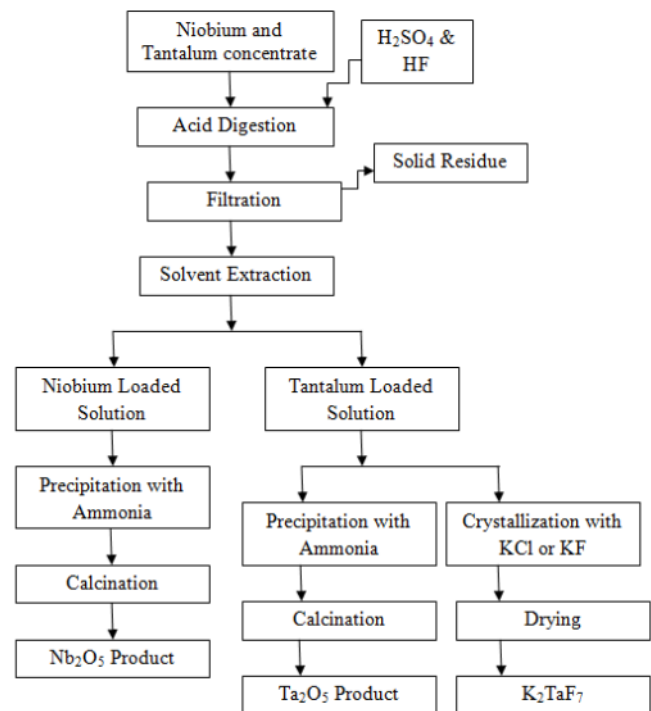 Niobium and
Tantalum concentrate
H₂SO₄ &
HF
Acid Digestion
Solid Residue
Filtration
Solvent Extraction
Niobium Loaded
Solution
Tantalum Loaded
Solution
Precipitation with
Ammonia
Precipitation with
Ammonia
Crystallization with
KCl or KF
Calcination
Calcination
Drying
Nb₂O₅ Product
Ta₂O₅ Product
K₂TaF₇